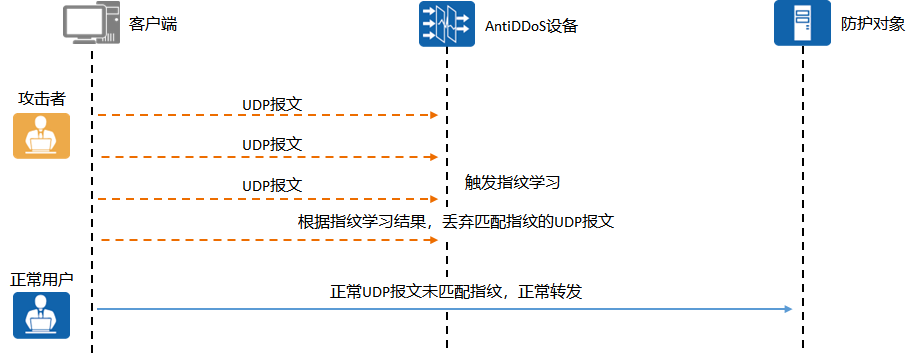 客户端
AntiDDoS设备
防护对象
攻击者
UDP报文
UDP报文
UDP报文
触发指纹学习
根据指纹学习结果，丢弃匹配指纹的UDP报文
正常用户
正常UDP报文未匹配指纹，正常转发